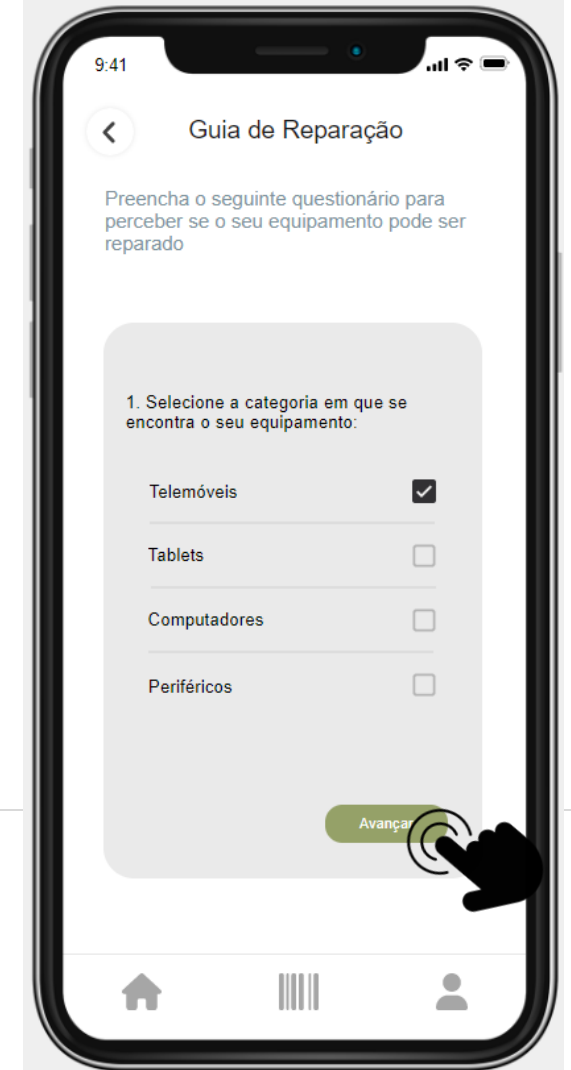 9:41
Guia de Reparação
Preencha o seguinte questionário para
perceber se o seu equipamento pode ser
reparado
1. Selecione a categoria em que se
encontra o seu equipamento:
Telemóveis
Tablets
Computadores
Periféricos
Avançar